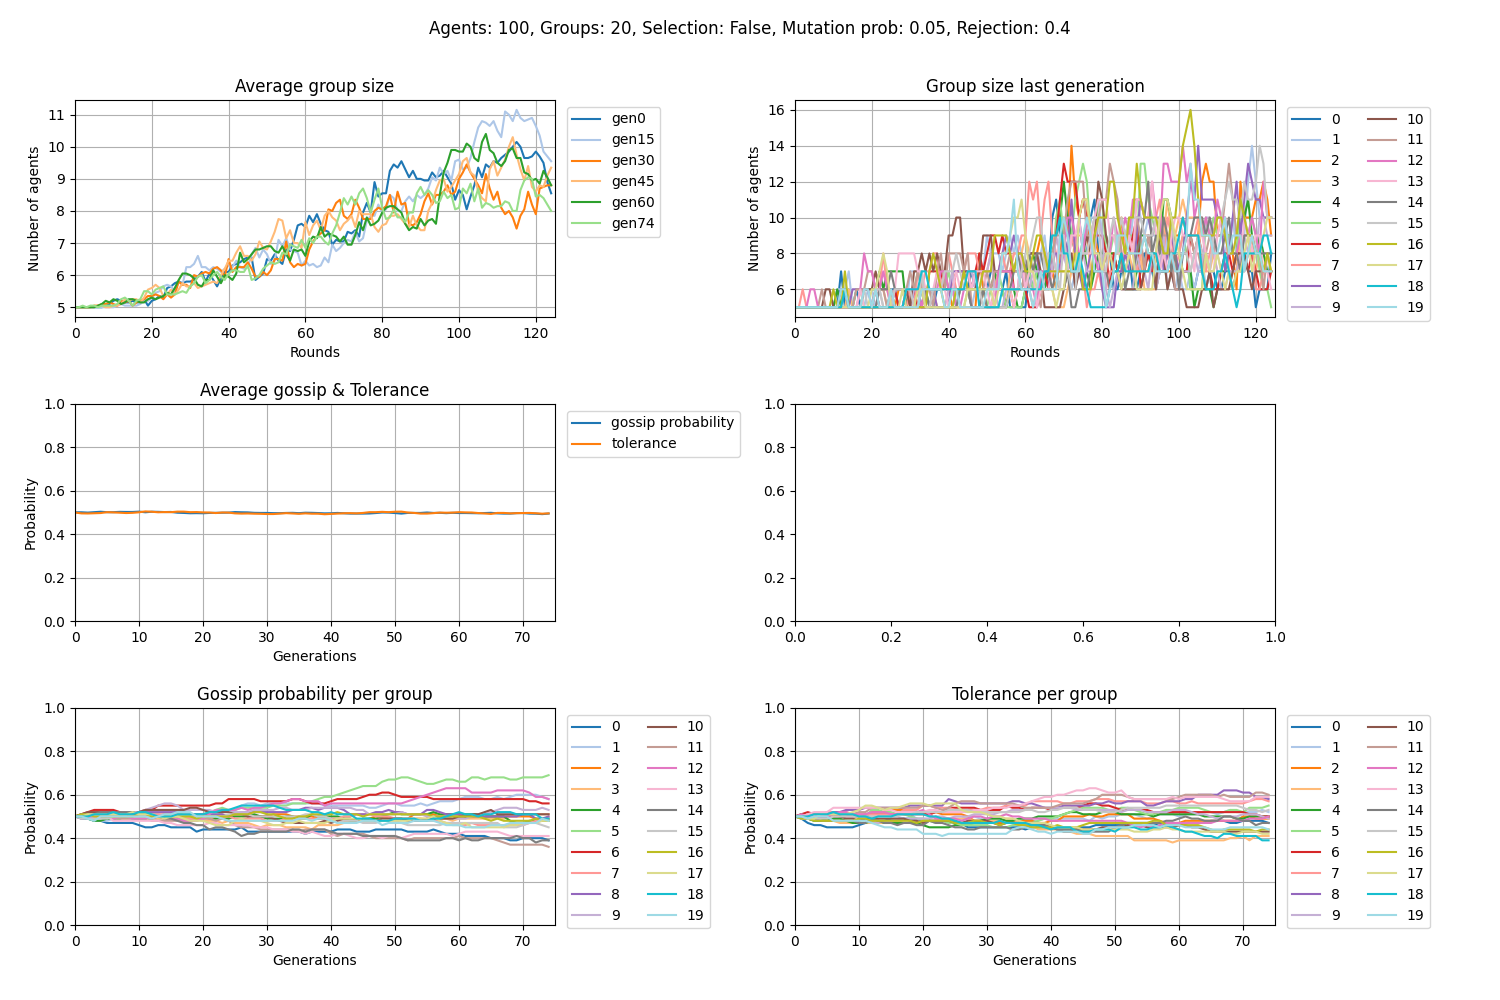 Agents: 100, Groups: 20, Selection: False, Mutation prob: 0.05, Rejection: 0.4
Average group size
Number of agents
11
10
9
8
7
6
5
0 20 40 60 80 100 120
Rounds
gen0
gen15
gen30
gen45
gen60
gen74
Group size last generation
Number of agents
16
14
12
10
8
6
0 20 40 60 80 100 120
Rounds
0 10
1 11
2 12
3 13
4 14
5 15
6 16
7 17
8 18
9 19
Average gossip & Tolerance
Probability
1.0
0.8
0.6
0.4
0.2
0.0
0 10 20 30 40 50 60 70
Generations
gossip probability
tolerance
1.0
0.8
0.6
0.4
0.2
0.0
0.0 0.2 0.4 0.6 0.8 1.0
Gossip probability per group
Probability
1.0
0.8
0.6
0.4
0.2
0.0
0 10 20 30 40 50 60 70
Generations
0 10
1 11
2 12
3 13
4 14
5 15
6 16
7 17
8 18
9 19
Tolerance per group
Probability
1.0
0.8
0.6
0.4
0.2
0.0
0 10 20 30 40 50 60 70
Generations
0 10
1 11
2 12
3 13
4 14
5 15
6 16
7 17
8 18
9 19